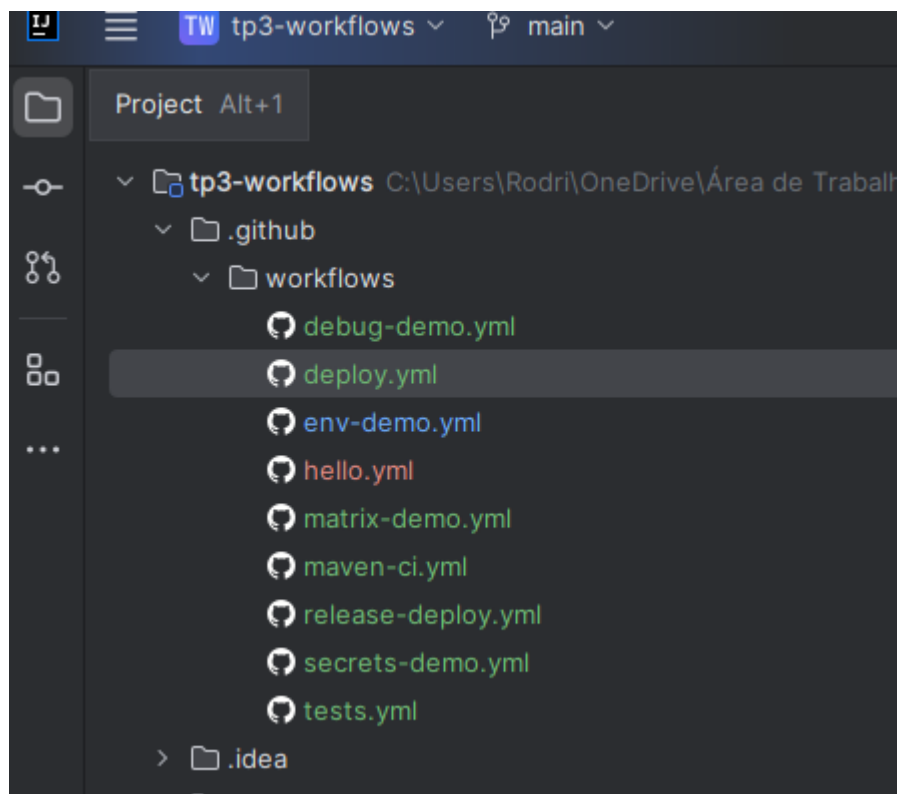 IJ TW tp3-workflows main
Project Alt+1
tp3-workflows C:\Users\Rodri\OneDrive\Área de Trabalh
.github
workflows
debug-demo.yml
deploy.yml
env-demo.yml
hello.yml
matrix-demo.yml
maven-ci.yml
release-deploy.yml
secrets-demo.yml
tests.yml
.idea